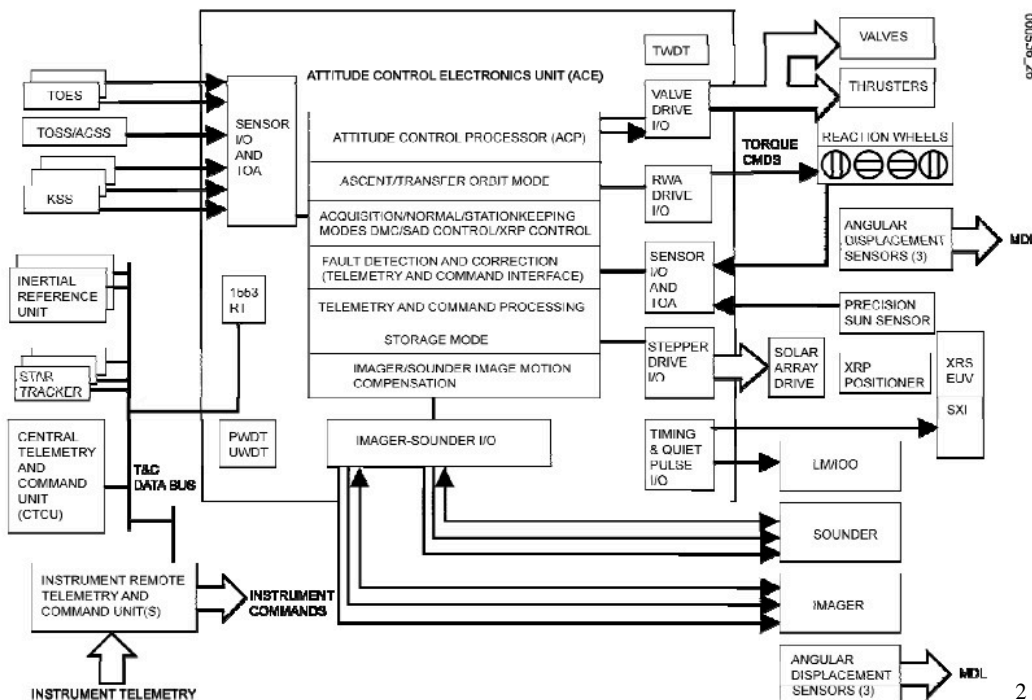 TWDT
VALVES
ATTITUDE CONTROL ELECTRONICS UNIT (ACE)
TOES
TOSS/ACSS
KSS
SENSOR
I/O
AND
TOA
ATTITUDE CONTROL PROCESSOR (ACP)
ASCENT/TRANSFER ORBIT MODE
ACQUISITION/NORMAL/STATIONKEEPING
MODES DMC/SAD CONTROL/XRP CONTROL
FAULT DETECTION AND CORRECTION
(TELEMETRY AND COMMAND INTERFACE)
TELEMETRY AND COMMAND PROCESSING
STORAGE MODE
IMAGER/SOUNDER IMAGE MOTION
COMPENSATION
VALVE
DRIVE
I/O
THRUSTERS
TORQUE
CMDS
REACTION WHEELS
RWA
DRIVE
I/O
ANGULAR
DISPLACEMENT
SENSORS (3)
MDL
SENSOR
I/O
AND
TOA
PRECISION
SUN SENSOR
INERTIAL
REFERENCE
UNIT
1553
RT
STEPPER
DRIVE
I/O
SOLAR
ARRAY
DRIVE
XRP
POSITIONER
XRS
EUV
SXI
STAR
TRACKER
CENTRAL
TELEMETRY
AND
COMMAND
UNIT
(CTCU)
T&C
DATA BUS
PWDT
UWDT
IMAGER-SOUNDER I/O
TIMING
& QUIET
PULSE
I/O
SOUNDER
INSTRUMENT REMOTE
TELEMETRY AND
COMMAND UNIT(S)
INSTRUMENT
COMMANDS
IMAGER
INSTRUMENT TELEMETRY
ANGULAR
DISPLACEMENT
SENSORS (3)
MDL
2